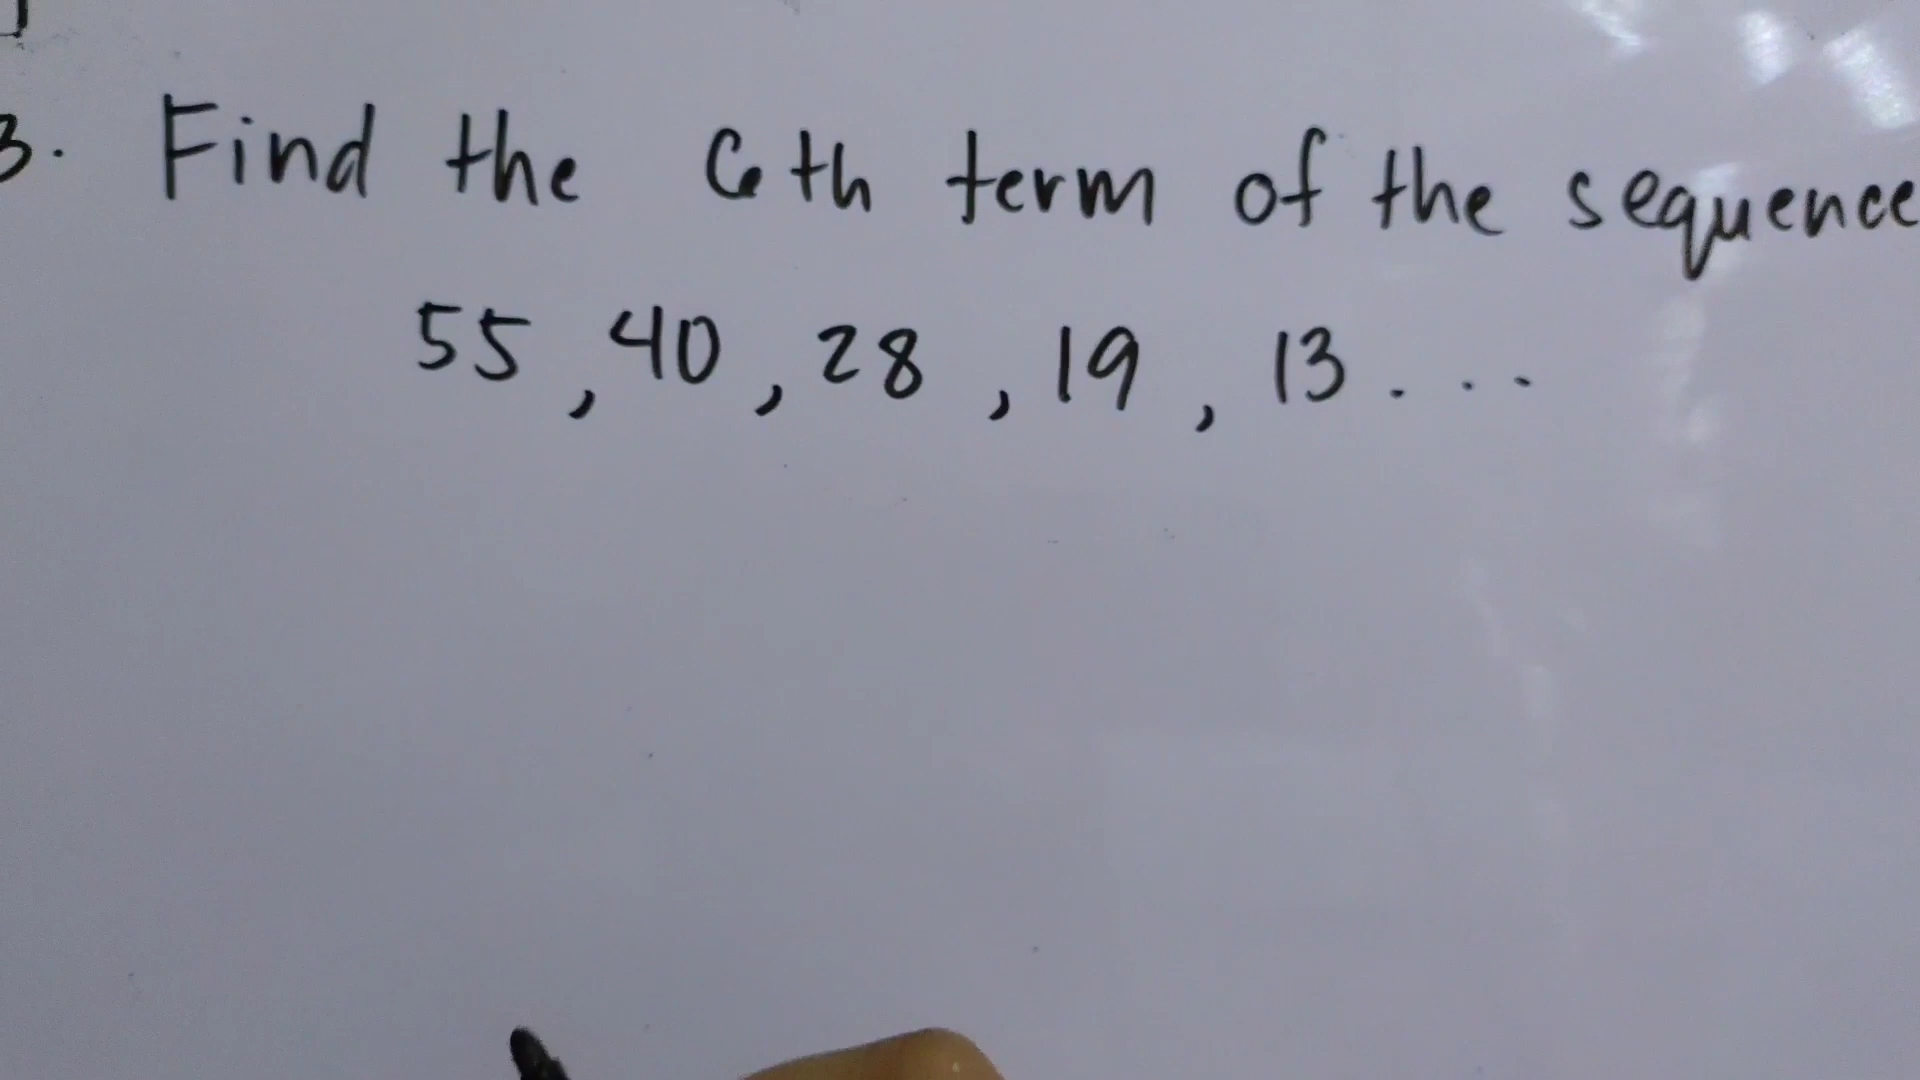 3. Find the 6th term of the sequence
55, 40, 28, 19, 13...